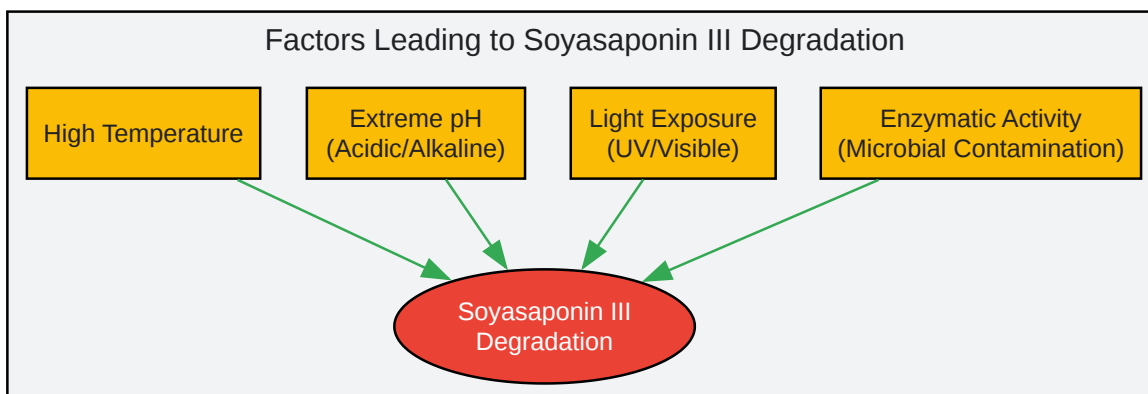 Factors Leading to Soyasaponin III Degradation
High Temperature
Extreme pH
(Acidic/Alkaline)
Light Exposure
(UV/Visible)
Enzymatic Activity
(Microbial Contamination)
Soyasaponin III
Degradation